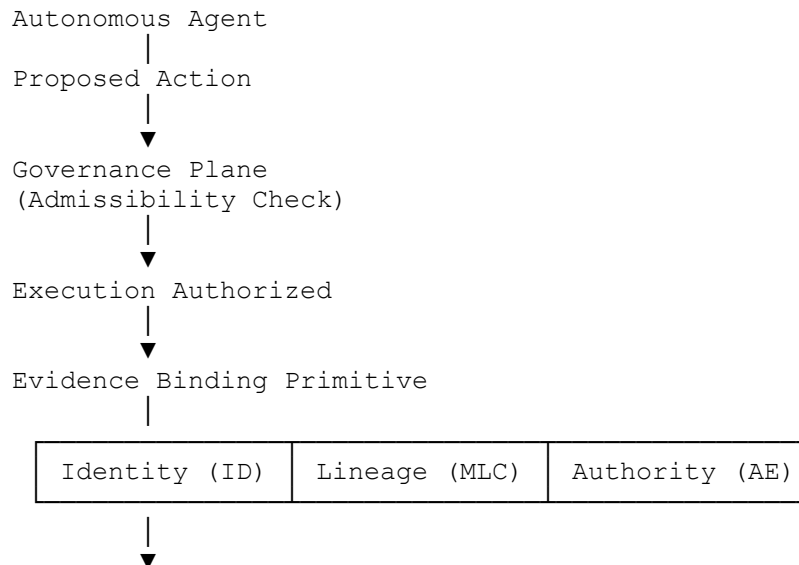 Autonomous Agent
Proposed Action
Governance Plane
(Admissibility Check)
Execution Authorized
Evidence Binding Primitive
Identity (ID) Lineage (MLC) Authority (AE)